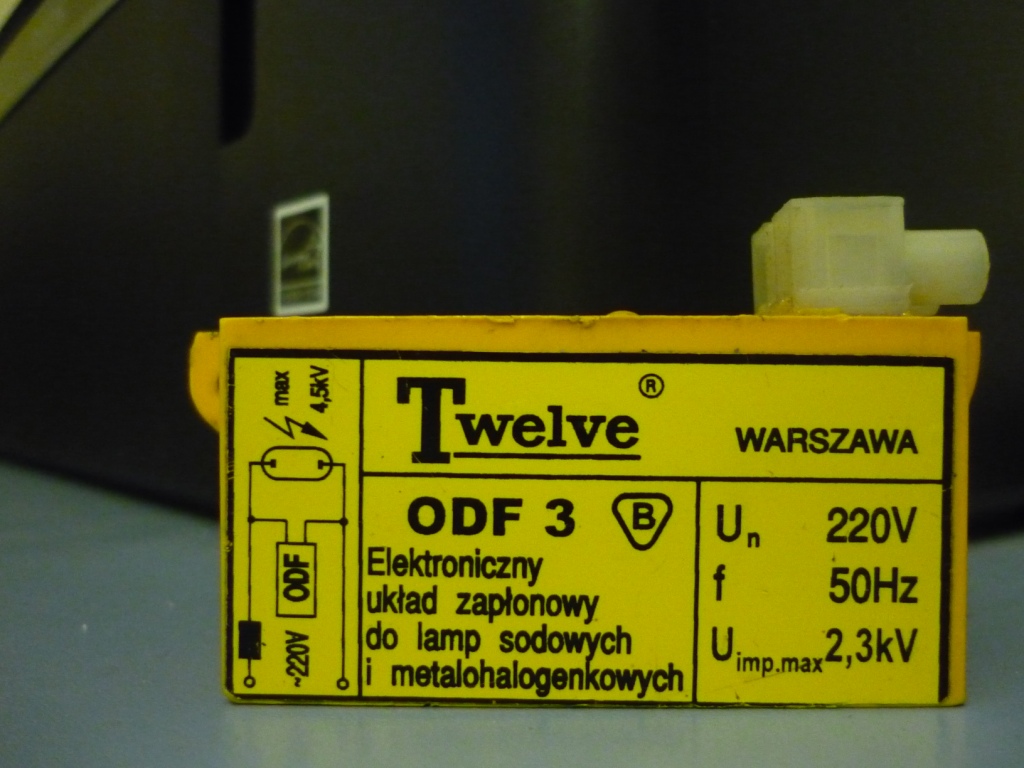 max
4,5kV
ODF
~220V
Twelve ®
WARSZAWA
ODF 3 B
Elektroniczny
układ zapłonowy
do lamp sodowych
i metalohalogenkowych
Un 220V
f 50Hz
Uimp.max 2,3kV